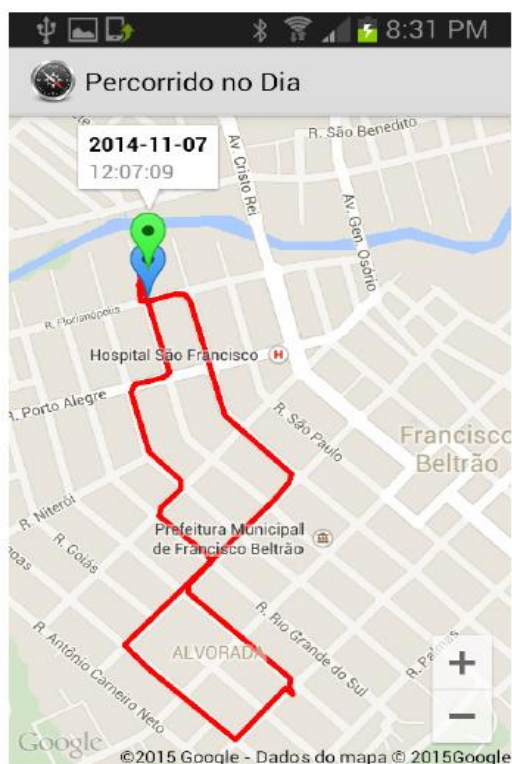 8:31 PM
Percorrido no Dia
R. São Benedito
2014-11-07
12:07:09
Av. Cristo Rei
Av. Gen. Osório
R. Florianópolis
Hospital São Francisco
H
R. Porto Alegre
R. São Paulo
Francisco
Beltrão
R. Niterói
Prefeitura Municipal
de Francisco Beltrão
R. Goiás
R. Rio Grande do Sul
ALVORADA
R. Palmas
R. Antônio Carneiro Neto
+
−
Google
©2015 Google - Dados do mapa © 2015Google